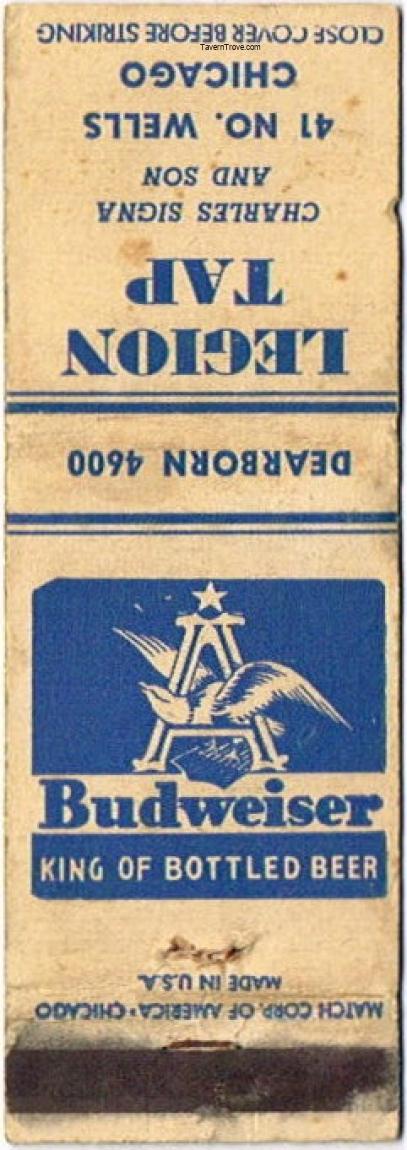 CLOSE COVER BEFORE STRIKING
TavernTrove.com
CHICAGO
41 NO. WELLS
AND SON
CHARLES SIGNA
TAP
LEGION
DEARBORN 4600
A
Budweiser
KING OF BOTTLED BEER
MADE IN U.S.A.
MATCH CORP. OF AMERICA • CHICAGO